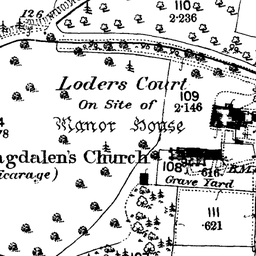 126
110
2·236
Loders Court
On Site of
Manor House
109
2·146
agdalen's Church
icarage)
108
·616
B.M.
Grave Yard
111
·621